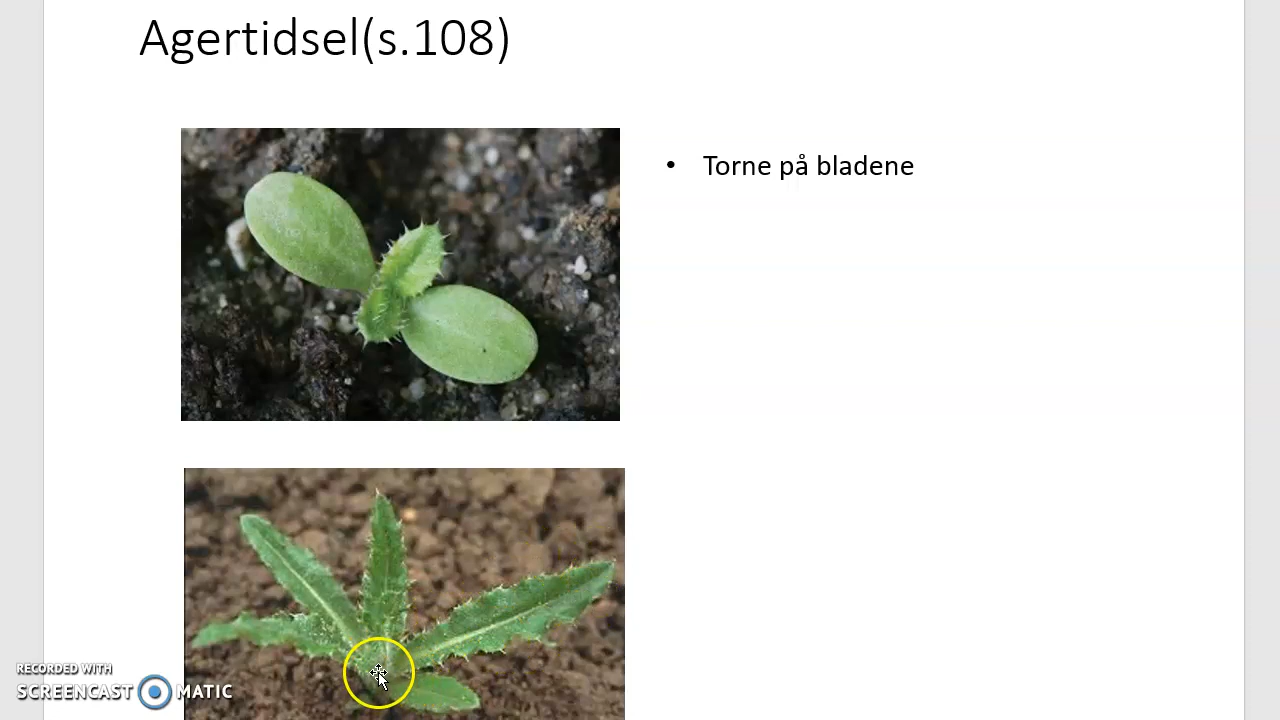 Agertidsel(s.108)
• Torne på bladene
RECORDED WITH
SCREENCAST MATIC